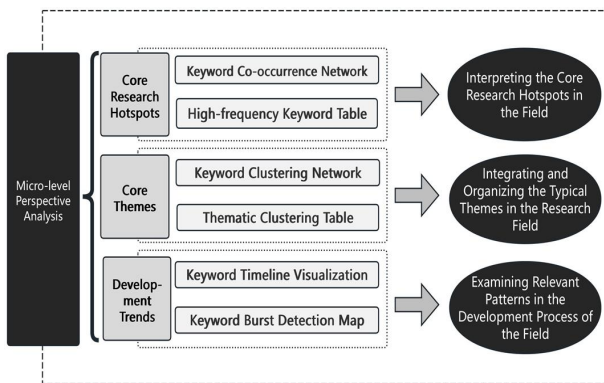 Micro-level
Perspective
Analysis
Core
Research
Hotspots
Keyword Co-occurrence Network
High-frequency Keyword Table
Interpreting the Core
Research Hotspots in
the Field
Core
Themes
Keyword Clustering Network
Thematic Clustering Table
Integrating and
Organizing the Typical
Themes in the Research
Field
Develop-
ment
Trends
Keyword Timeline Visualization
Keyword Burst Detection Map
Examining Relevant
Patterns in the
Development Process of
the Field